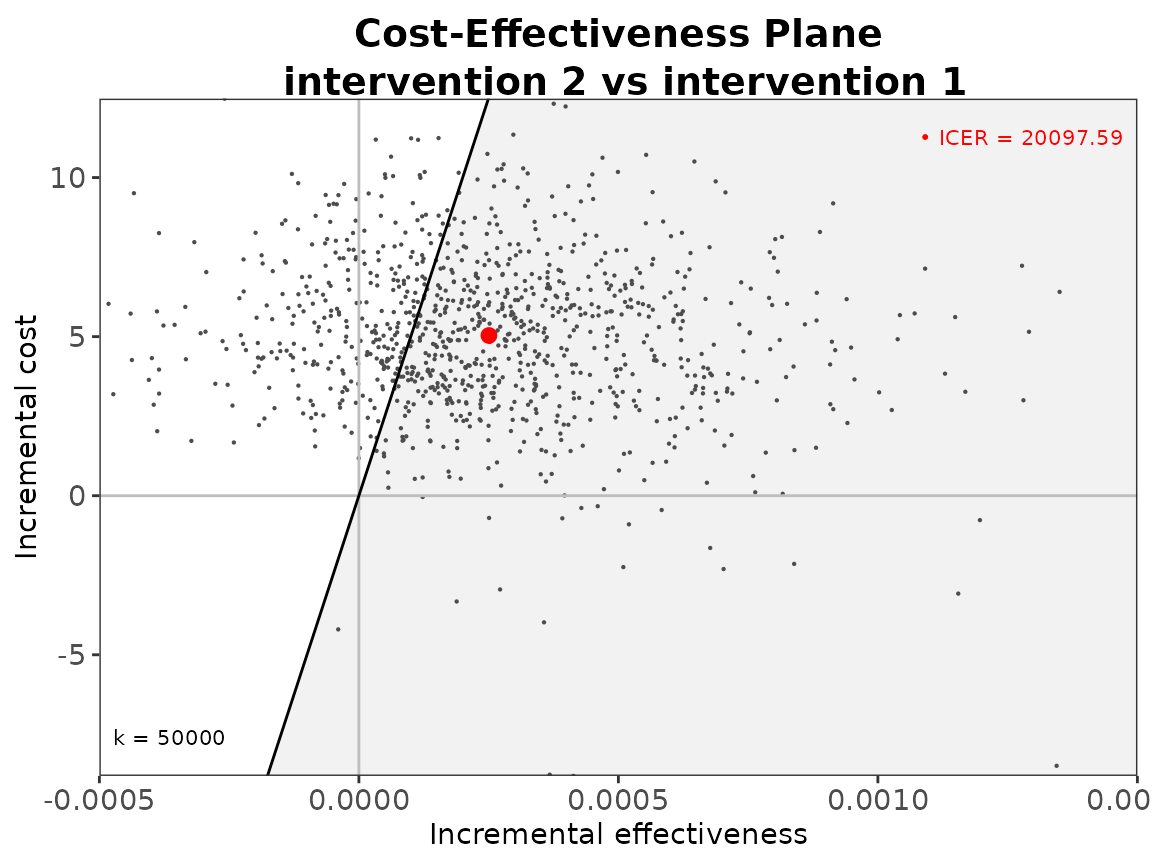 Cost-Effectiveness Plane
intervention 2 vs intervention 1
• ICER = 20097.59
10
5
0
-5
k = 50000
-0.0005 0.0000 0.0005 0.0010 0.00
Incremental effectiveness
Incremental cost